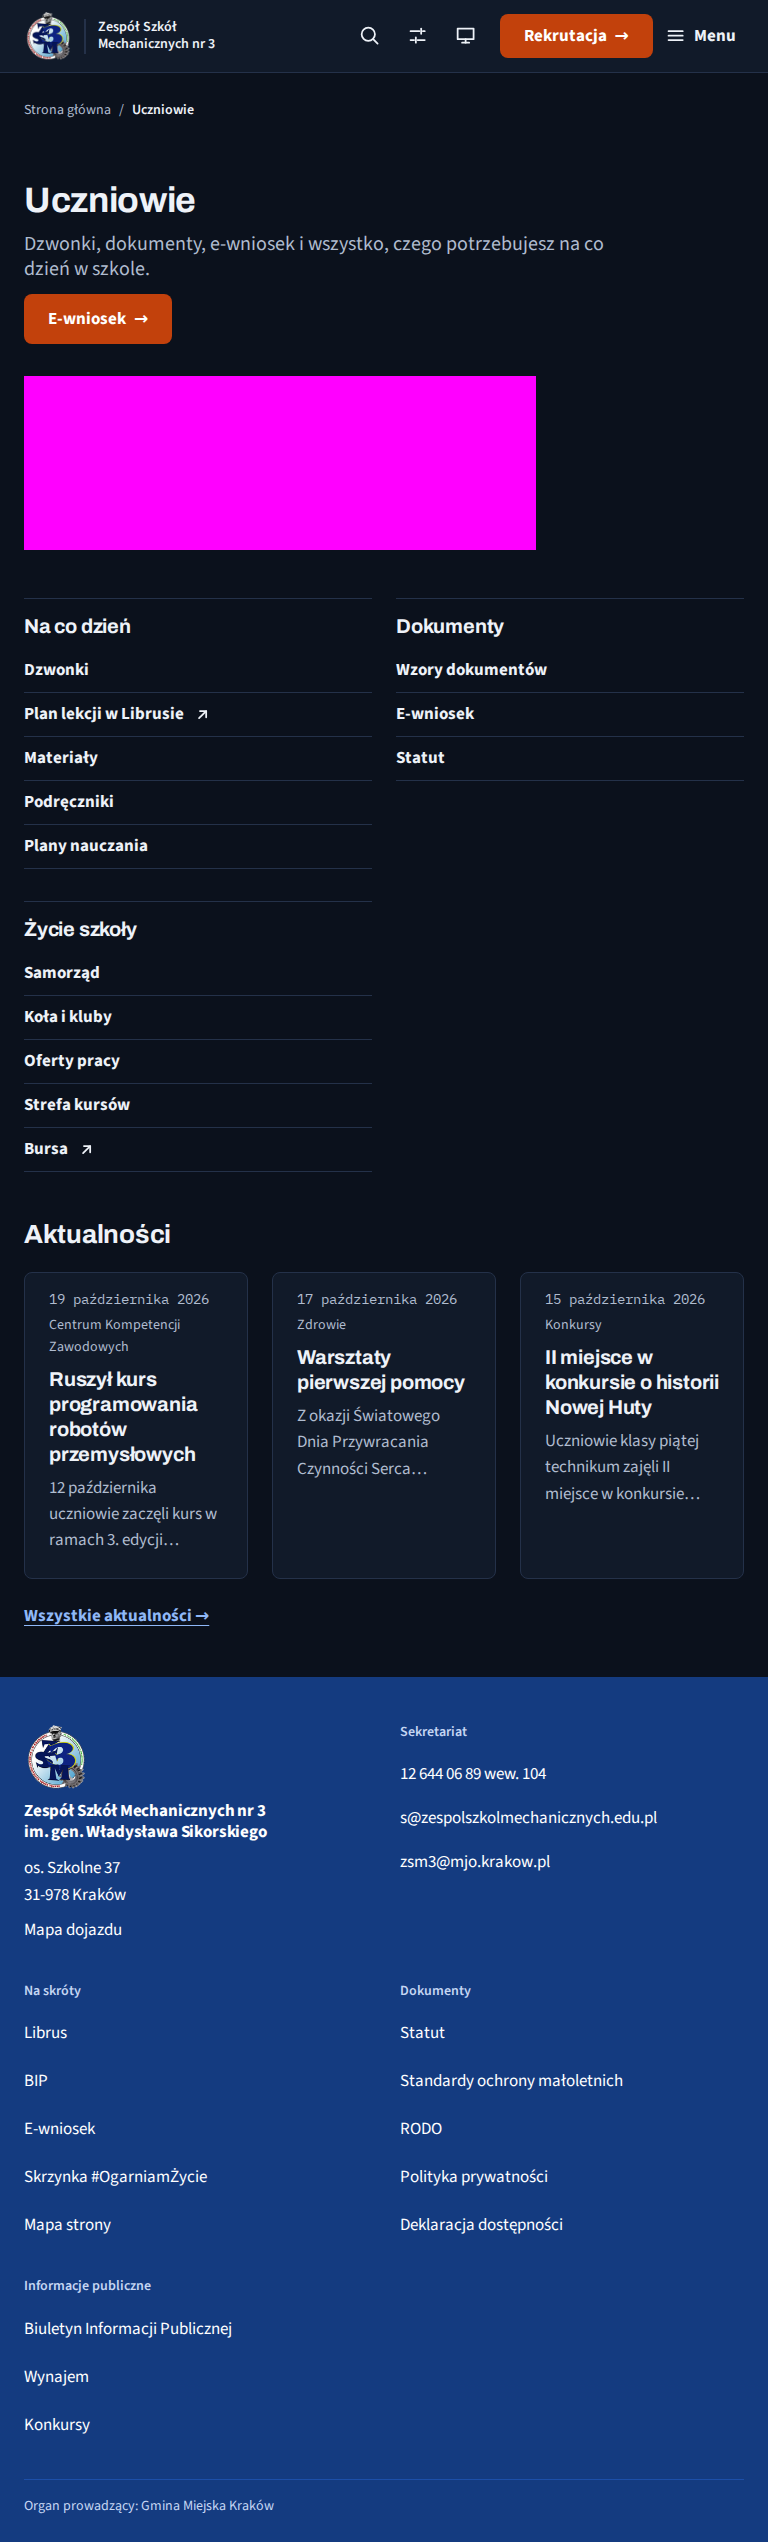 Zespół Szkół
Mechanicznych nr 3
Rekrutacja →
Menu
Strona główna / Uczniowie
Uczniowie
Dzwonki, dokumenty, e-wniosek i wszystko, czego potrzebujesz na co
dzień w szkole.
E-wniosek →
Na co dzień
Dzwonki
Plan lekcji w Librusie ↗
Materiały
Podręczniki
Plany nauczania
Dokumenty
Wzory dokumentów
E-wniosek
Statut
Życie szkoły
Samorząd
Koła i kluby
Oferty pracy
Strefa kursów
Bursa ↗
Aktualności
19 października 2026
Centrum Kompetencji
Zawodowych
Ruszył kurs
programowania
robotów
przemysłowych
12 października
uczniowie zaczęli kurs w
ramach 3. edycji…
17 października 2026
Zdrowie
Warsztaty
pierwszej pomocy
Z okazji Światowego
Dnia Przywracania
Czynności Serca…
15 października 2026
Konkursy
II miejsce w
konkursie o historii
Nowej Huty
Uczniowie klasy piątej
technikum zajęli II
miejsce w konkursie…
Wszystkie aktualności →
Zespół Szkół Mechanicznych nr 3
im. gen. Władysława Sikorskiego
os. Szkolne 37
31-978 Kraków
Mapa dojazdu
Sekretariat
12 644 06 89 wew. 104
s@zespolszkolmechanicznych.edu.pl
zsm3@mjo.krakow.pl
Na skróty
Librus
BIP
E-wniosek
Skrzynka #OgarniamŻycie
Mapa strony
Dokumenty
Statut
Standardy ochrony małoletnich
RODO
Polityka prywatności
Deklaracja dostępności
Informacje publiczne
Biuletyn Informacji Publicznej
Wynajem
Konkursy
Organ prowadzący: Gmina Miejska Kraków